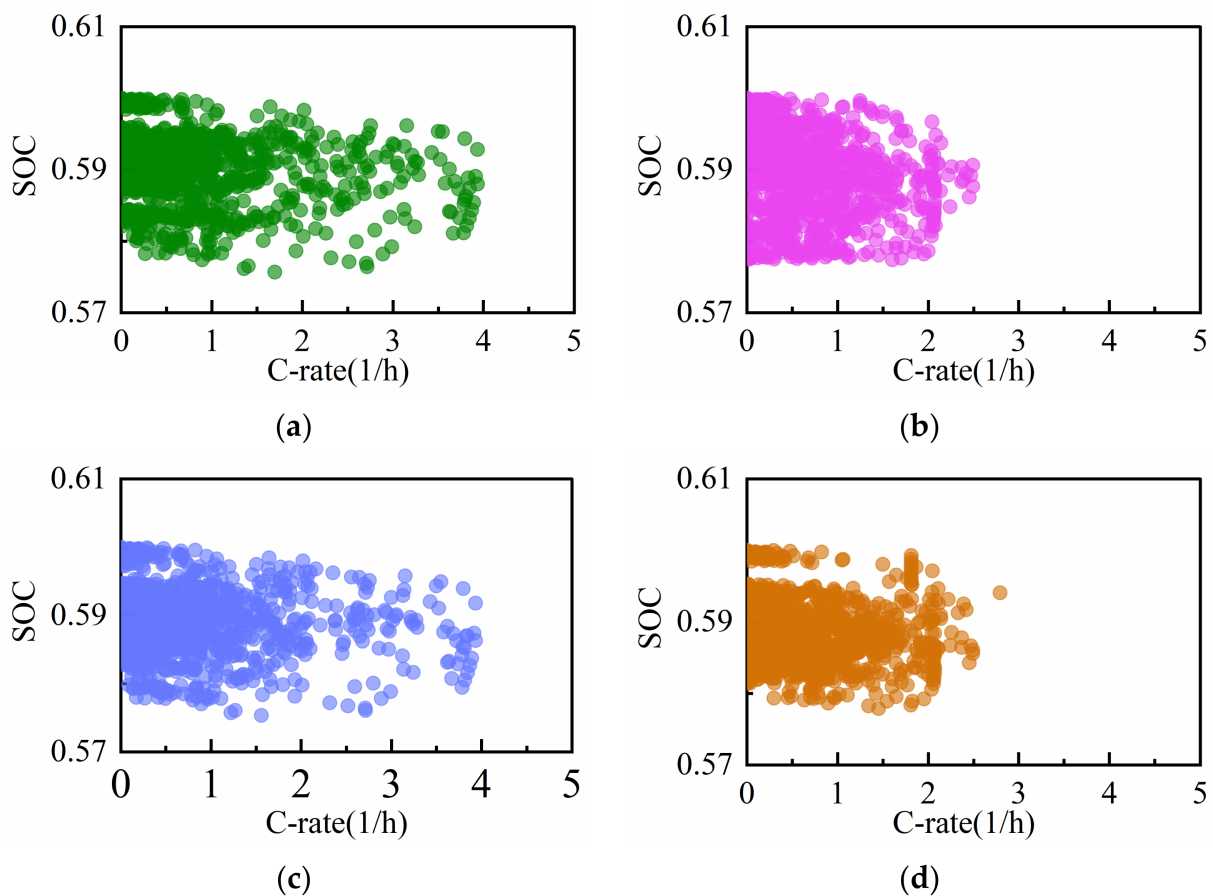 0.61
SOC
0.59
0.57
0 1 2 3 4 5
C-rate(1/h)
(a)
0.61
SOC
0.59
0.57
0 1 2 3 4 5
C-rate(1/h)
(b)
0.61
SOC
0.59
0.57
0 1 2 3 4 5
C-rate(1/h)
(c)
0.61
SOC
0.59
0.57
0 1 2 3 4 5
C-rate(1/h)
(d)